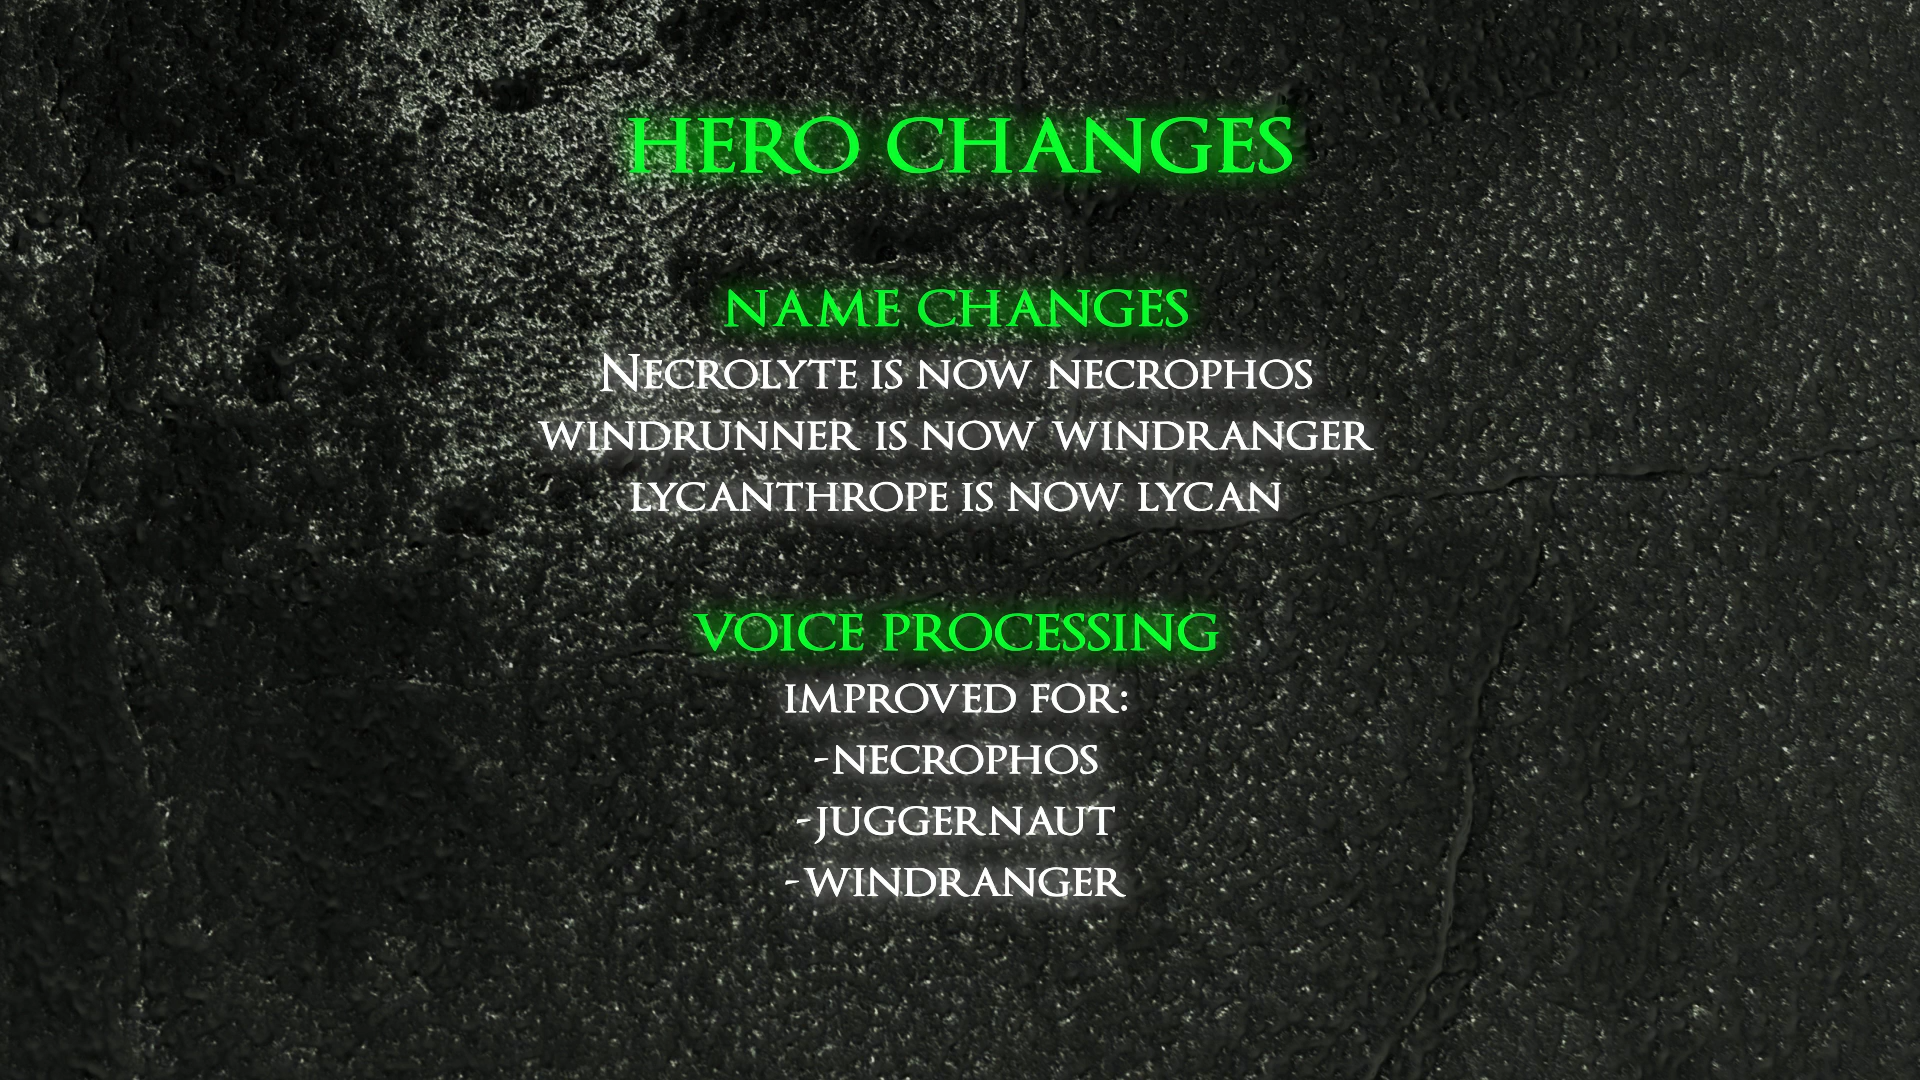 HERO CHANGES
NAME CHANGES
NECROLYTE IS NOW NECROPHOS
WINDRUNNER IS NOW WINDRANGER
LYCANTHROPE IS NOW LYCAN
VOICE PROCESSING
IMPROVED FOR:
-NECROPHOS
-JUGGERNAUT
-WINDRANGER